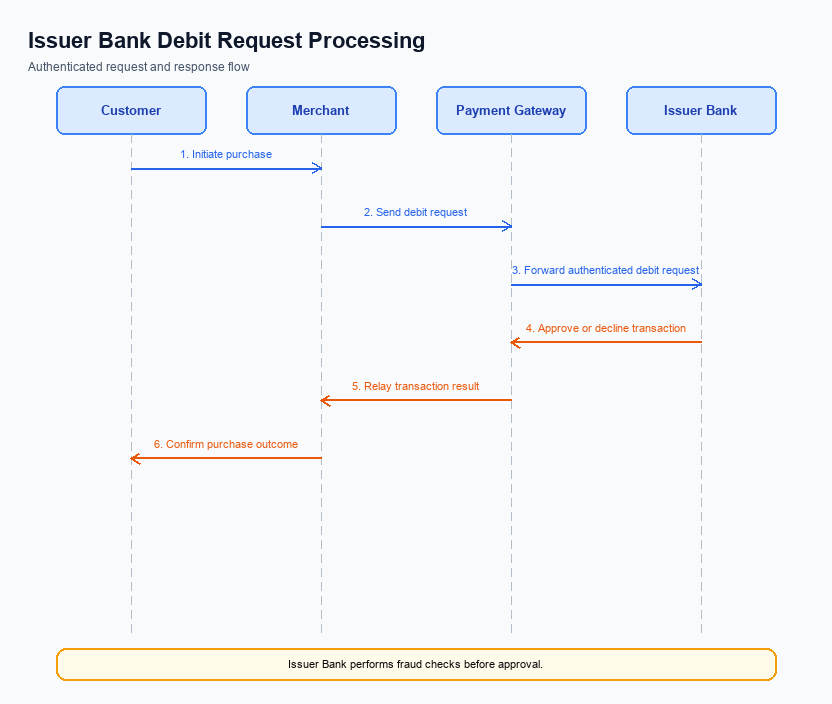 Issuer Bank Debit Request Processing
Authenticated request and response flow
Customer
Merchant
Payment Gateway
Issuer Bank
1. Initiate purchase
2. Send debit request
3. Forward authenticated debit request
4. Approve or decline transaction
5. Relay transaction result
6. Confirm purchase outcome
Issuer Bank performs fraud checks before approval.